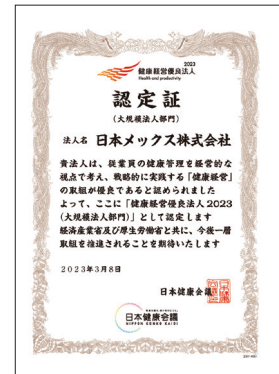 2023
健康経営優良法人
Health and productivity
認定証
(大規模法人部門)
法人名 日本メックス株式会社
貴法人は、従業員の健康管理を経営的な
視点で考え、戦略的に実践する「健康経営」
の取組が優良であると認められました
よって、ここに「健康経営優良法人2023
(大規模法人部門)」として認定します
経済産業省及び厚生労働省と共に、今後一層
取組を推進されることを期待いたします
2023年3月8日
日本健康会議
日本健康会議
NIPPON KENKO KAIGI